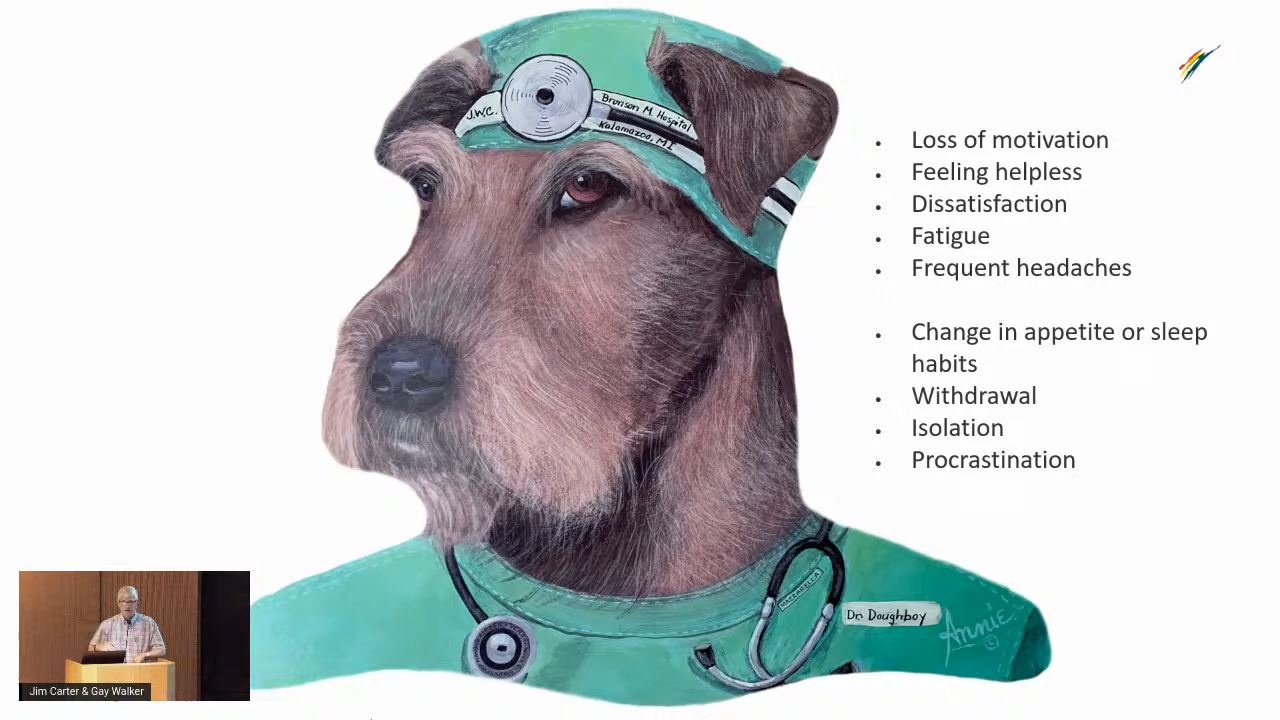 J.W.C.
Bronson M. Hospital
Kalamazoo, MI
Loss of motivation
Feeling helpless
Dissatisfaction
Fatigue
Frequent headaches
Change in appetite or sleep
habits
Withdrawal
Isolation
Procrastination
MAZZARELLA
Dr. Doughboy
Annie ©
Jim Carter & Gay Walker